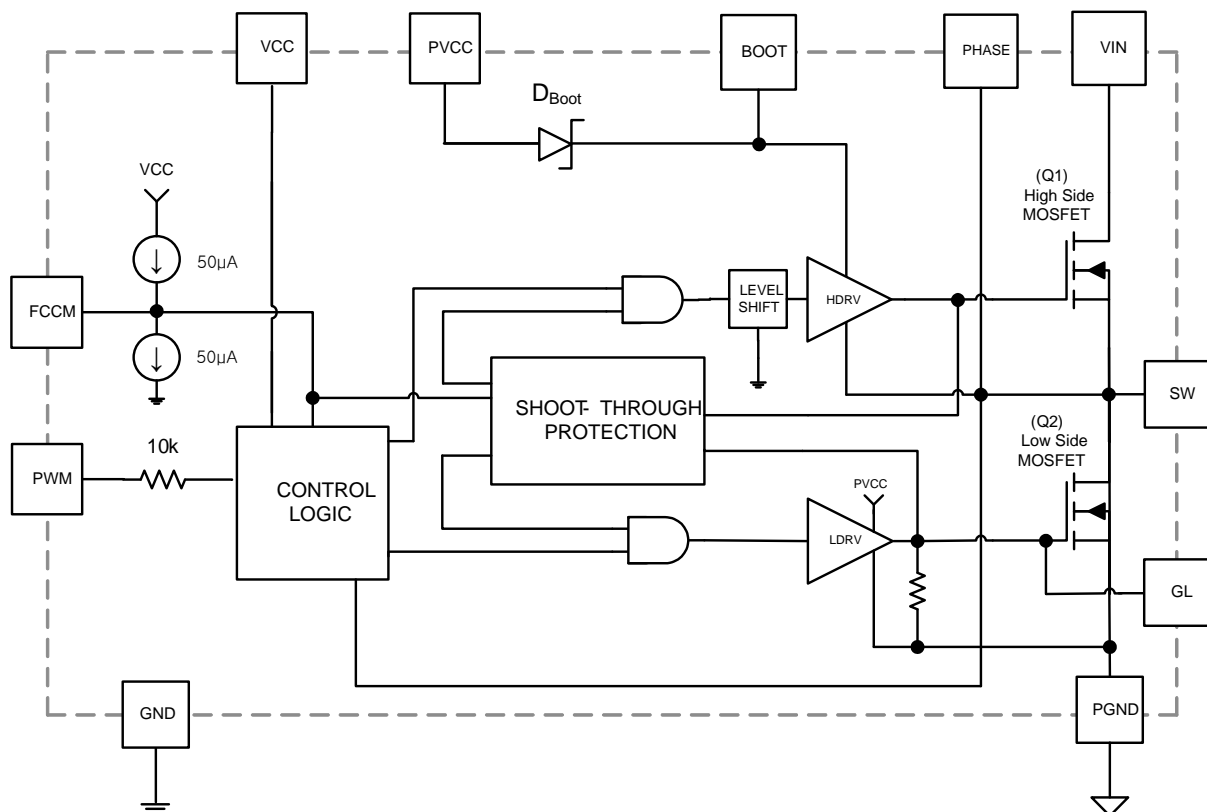 VCC
PVCC
BOOT
PHASE
VIN
DBoot
VCC
(Q1)
High Side
MOSFET
50µA
FCCM
LEVEL
SHIFT
HDRV
50µA
SHOOT- THROUGH
PROTECTION
SW
10k
(Q2)
Low Side
MOSFET
PWM
CONTROL
LOGIC
PVCC
LDRV
GL
GND
PGND